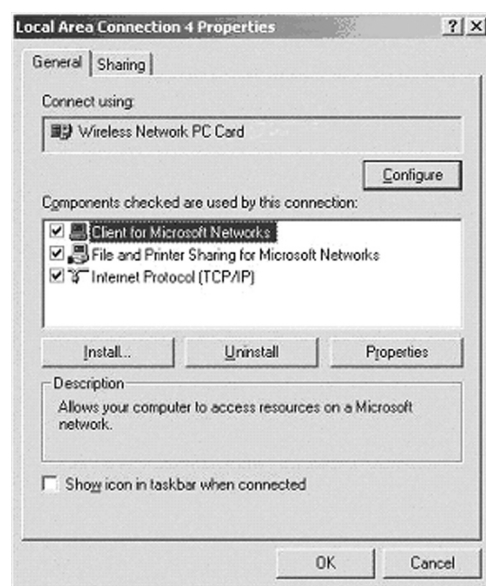 Local Area Connection 4 Properties
General Sharing
Connect using:
Wireless Network PC Card
Configure
Components checked are used by this connection:
Client for Microsoft Networks
File and Printer Sharing for Microsoft Networks
Internet Protocol (TCP/IP)
Install... Uninstall Properties
Description
Allows your computer to access resources on a Microsoft
network.
Show icon in taskbar when connected
OK Cancel